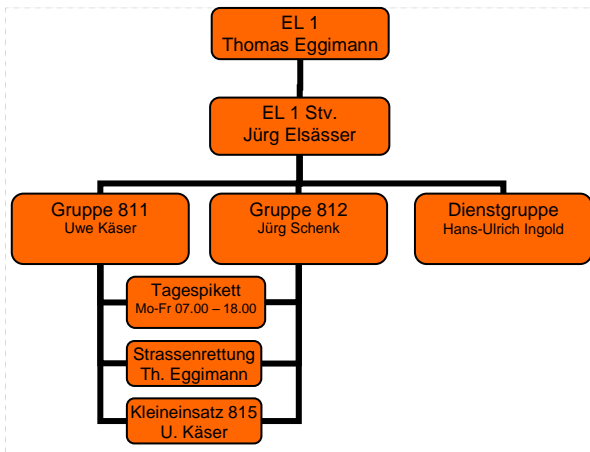 EL 1
Thomas Eggimann
EL 1 Stv.
Jürg Elsässer
Gruppe 811
Uwe Käser
Gruppe 812
Jürg Schenk
Dienstgruppe
Hans-Ulrich Ingold
Tagespikett
Mo-Fr 07.00 – 18.00
Strassenrettung
Th. Eggimann
Kleineinsatz 815
U. Käser